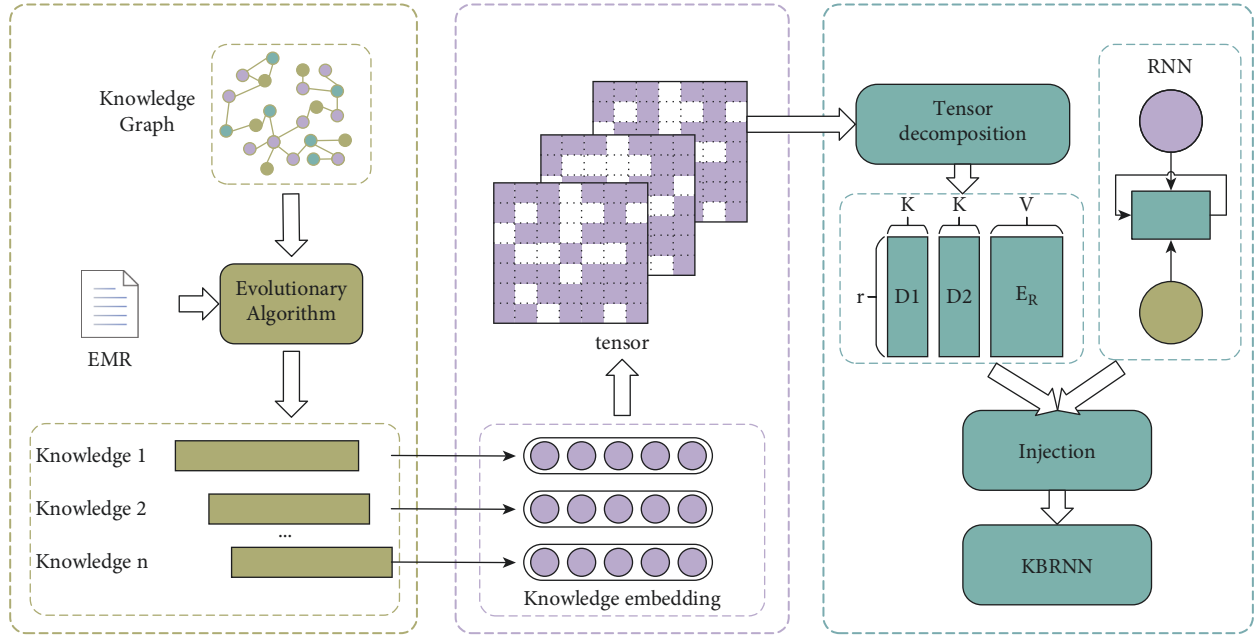 Knowledge
Graph
Evolutionary
Algorithm
EMR
Knowledge 1
Knowledge 2
...
Knowledge n
tensor
Knowledge embedding
Tensor
decomposition
K
K
V
r
D1
D2
E_R
RNN
Injection
KBRNN